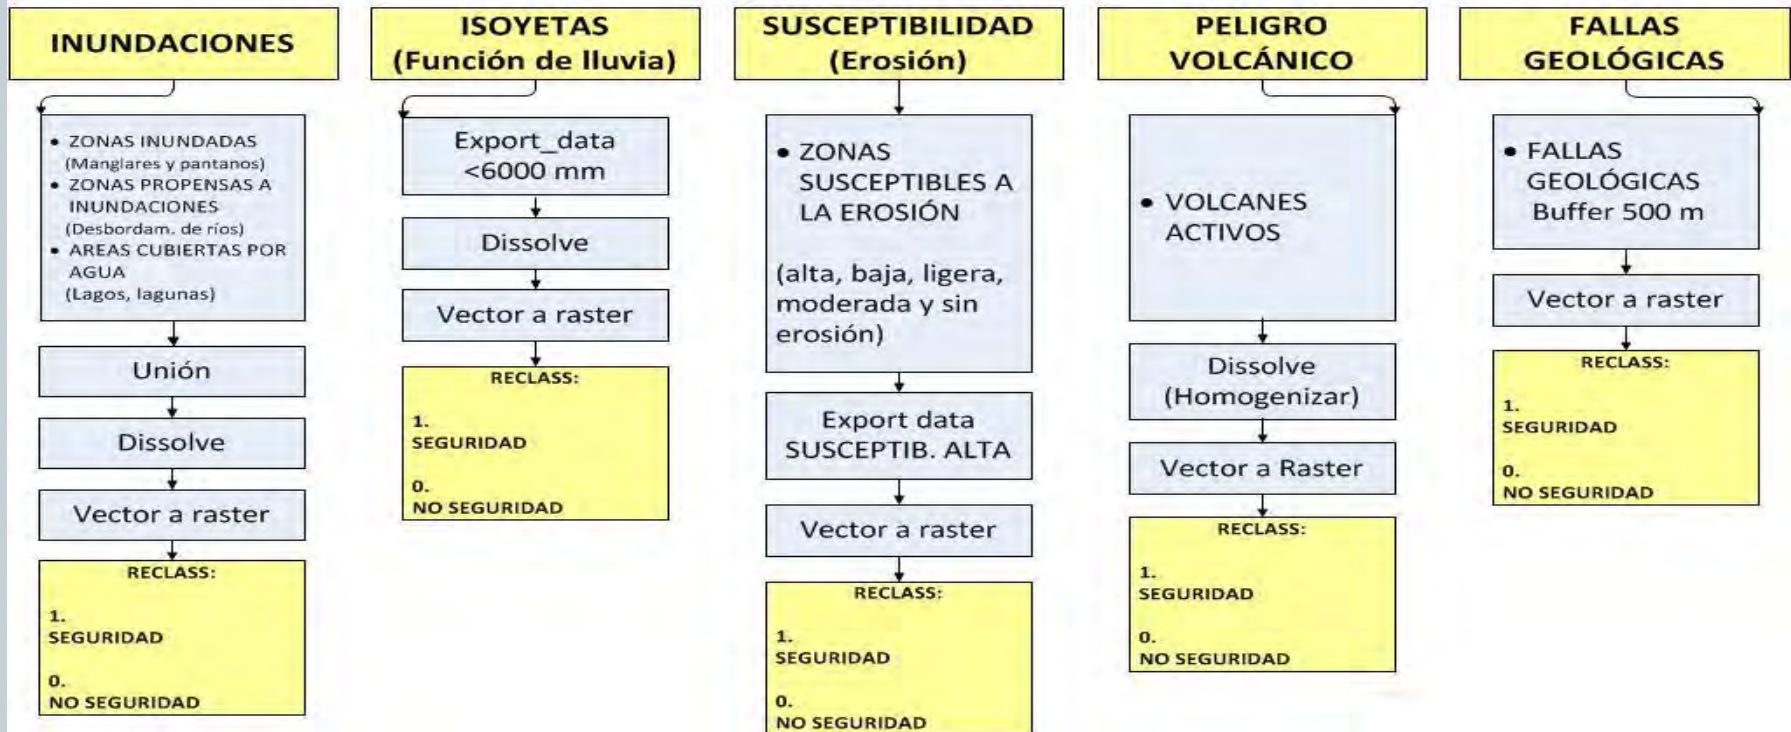 INUNDACIONES
• ZONAS INUNDADAS
(Manglares y pantanos)
• ZONAS PROPENSAS A
INUNDACIONES
(Desbordam. de ríos)
• AREAS CUBIERTAS POR
AGUA
(Lagos, lagunas)
Unión
Dissolve
Vector a raster
RECLASS:
1.
SEGURIDAD
0.
NO SEGURIDAD
ISOYETAS
(Función de lluvia)
Export_data
<6000 mm
Dissolve
Vector a raster
RECLASS:
1.
SEGURIDAD
0.
NO SEGURIDAD
SUSCEPTIBILIDAD
(Erosión)
• ZONAS
SUSCEPTIBLES A
LA EROSIÓN
(alta, baja, ligera,
moderada y sin
erosión)
Export data
SUSCEPTIB. ALTA
Vector a raster
RECLASS:
1.
SEGURIDAD
0.
NO SEGURIDAD
PELIGRO
VOLCÁNICO
• VOLCANES
ACTIVOS
Dissolve
(Homogenizar)
Vector a Raster
RECLASS:
1.
SEGURIDAD
0.
NO SEGURIDAD
FALLAS
GEOLÓGICAS
• FALLAS
GEOLÓGICAS
Buffer 500 m
Vector a raster
RECLASS:
1.
SEGURIDAD
0.
NO SEGURIDAD